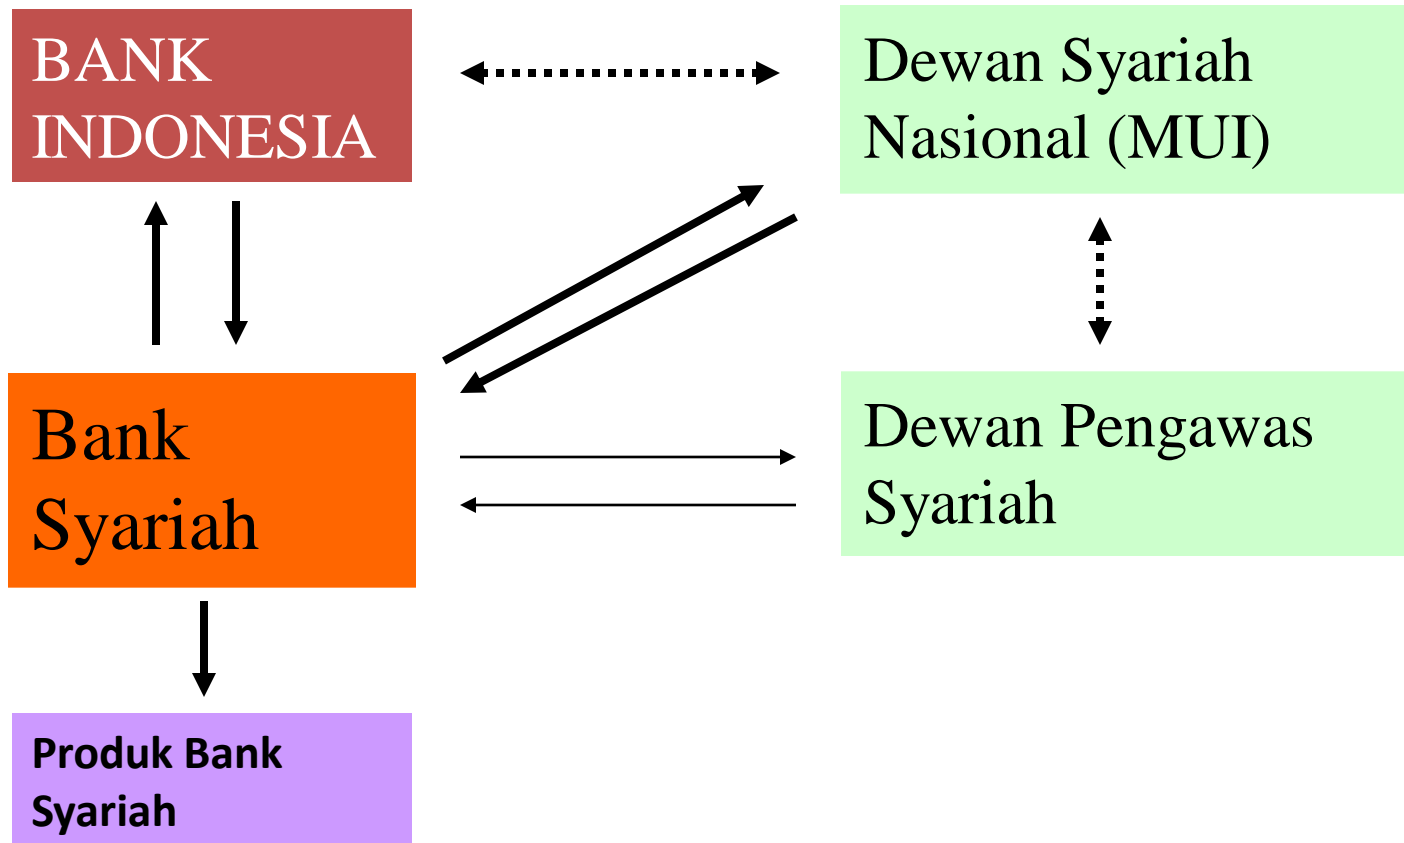 BANK
INDONESIA
Dewan Syariah
Nasional (MUI)
Bank
Syariah
Dewan Pengawas
Syariah
Produk Bank
Syariah